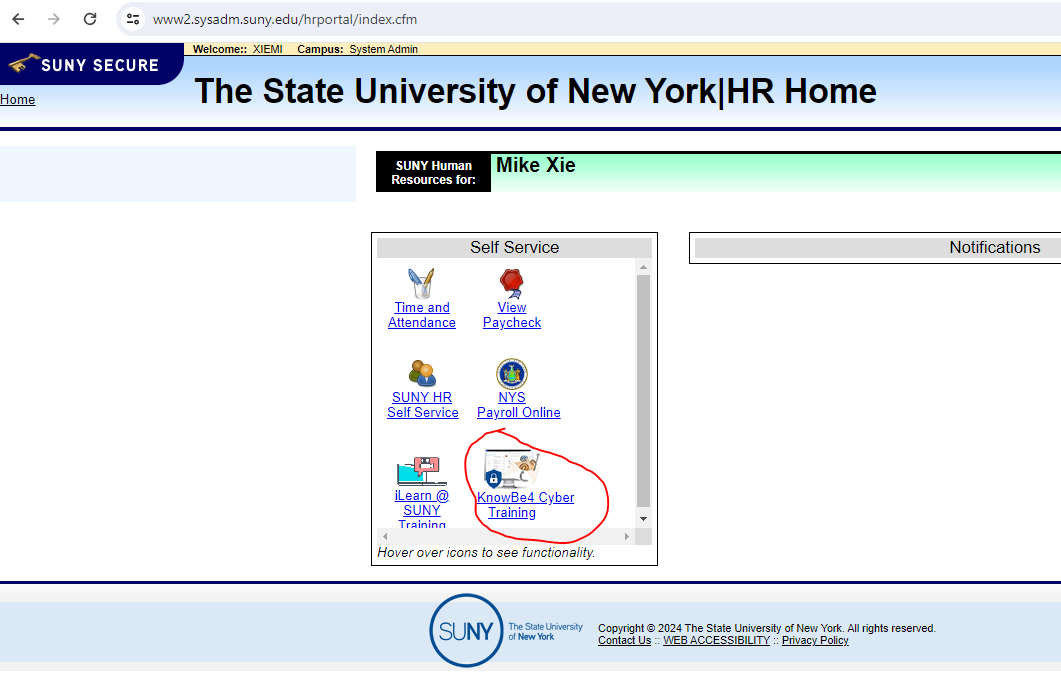 www2.sysadm.suny.edu/hrportal/index.cfm
Welcome:: XIEMI Campus: System Admin
SUNY SECURE
Home
The State University of New York|HR Home
SUNY Human
Resources for:
Mike Xie
Self Service
Notifications
Time and
Attendance
View
Paycheck
SUNY HR
Self Service
NYS
Payroll Online
iLearn @
SUNY
Training
KnowBe4 Cyber
Training
Hover over icons to see functionality.
SUNY
The State University
of New York
Copyright © 2024 The State University of New York. All rights reserved.
Contact Us :: WEB ACCESSIBILITY :: Privacy Policy